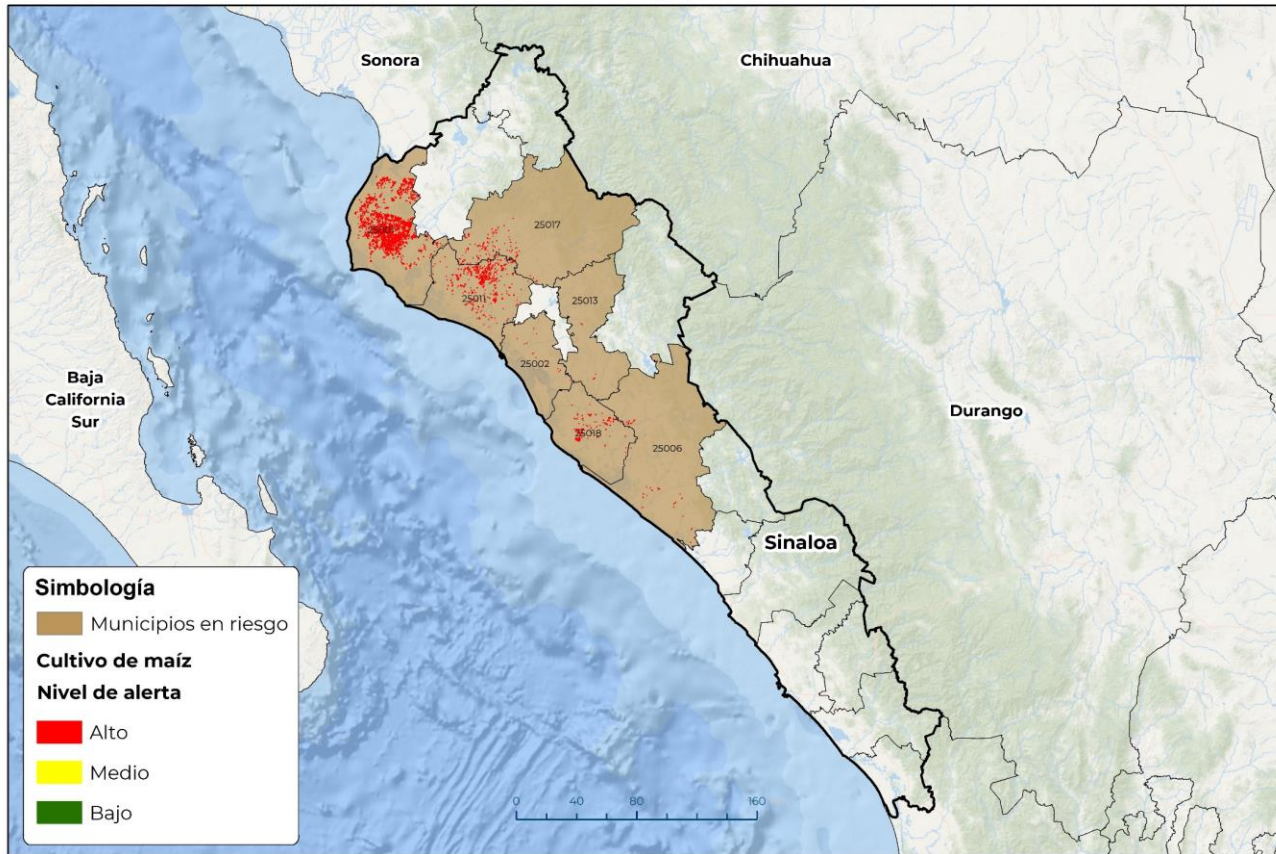 Sonora
Chihuahua
25017
25011
25013
25002
Baja
California
Sur
Durango
25018
25006
Sinaloa
Simbología
Municipios en riesgo
Cultivo de maíz
Nivel de alerta
Alto
Medio
Bajo
0 40 80 160